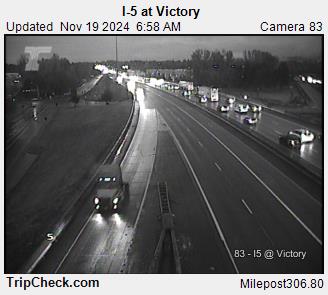 I-5 at Victory
Updated Nov 19 2024 6:58 AM Camera 83
83 - I5 @ Victory
TripCheck.com Milepost306.80